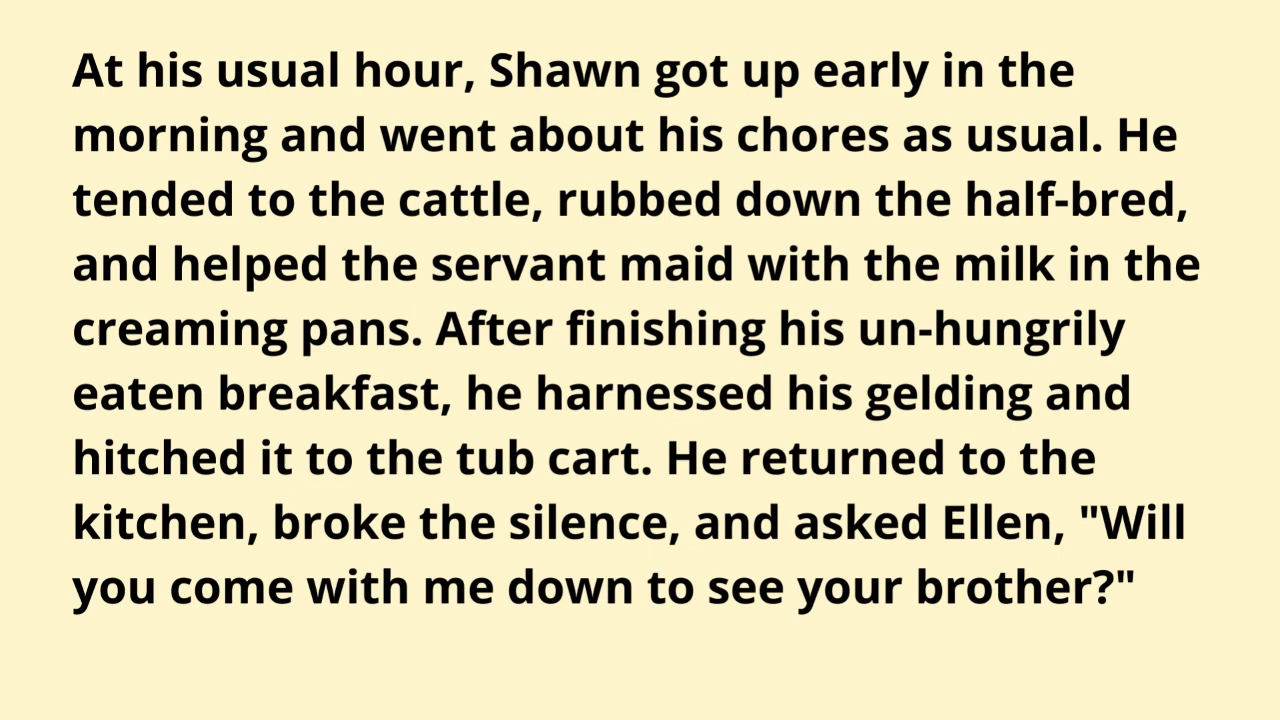 At his usual hour, Shawn got up early in the
morning and went about his chores as usual. He
tended to the cattle, rubbed down the half-bred,
and helped the servant maid with the milk in the
creaming pans. After finishing his un-hungrily
eaten breakfast, he harnessed his gelding and
hitched it to the tub cart. He returned to the
kitchen, broke the silence, and asked Ellen, "Will
you come with me down to see your brother?"